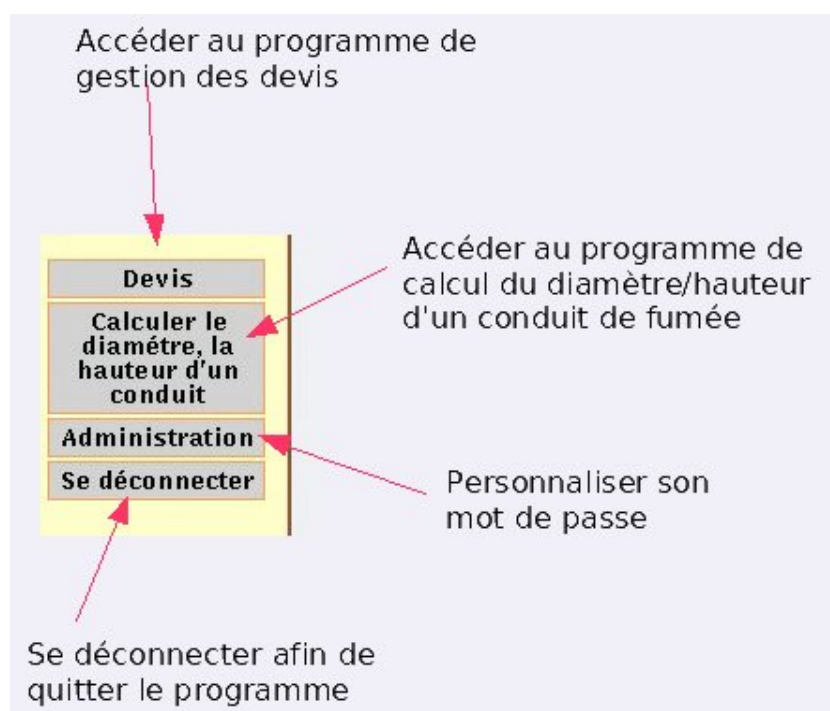 Accéder au programme de
gestion des devis
Devis
Calculer le
diamétre, la
hauteur d'un
conduit
Administration
Se déconnecter
Accéder au programme de
calcul du diamètre/hauteur
d'un conduit de fumée
Personnaliser son
mot de passe
Se déconnecter afin de
quitter le programme